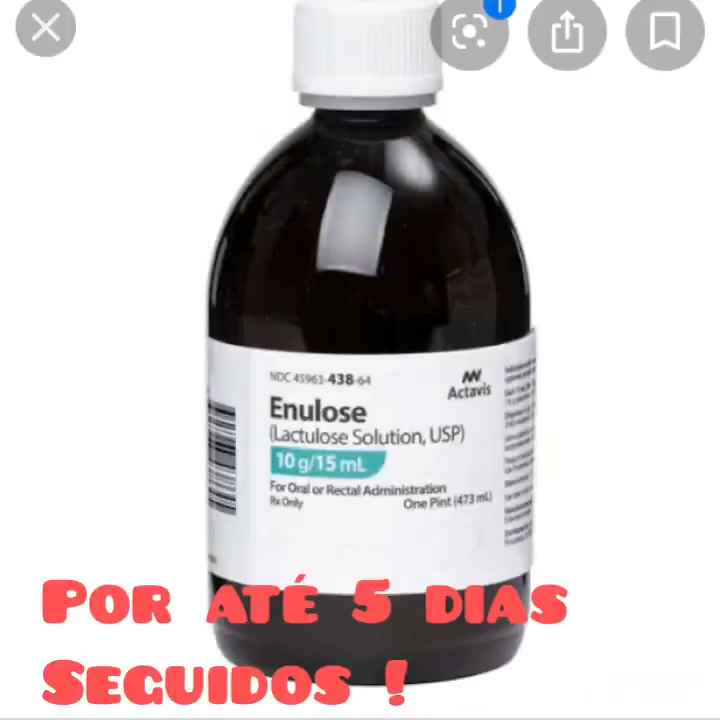 1
NDC 45963-438-64
Actavis
Enulose
(Lactulose Solution, USP)
10 g/15 mL
For Oral or Rectal Administration
Rx Only
One Pint (473 mL)
POR ATÉ 5 DIAS
SEGUIDOS !